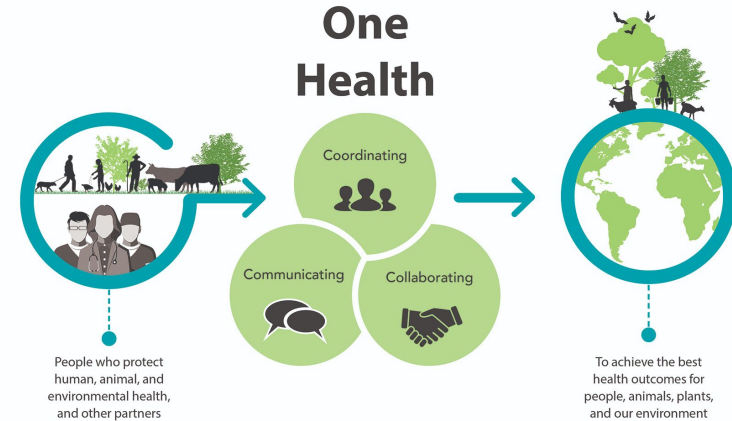 One
Health
Coordinating
Communicating
Collaborating
People who protect
human, animal, and
environmental health,
and other partners
To achieve the best
health outcomes for
people, animals, plants,
and our environment